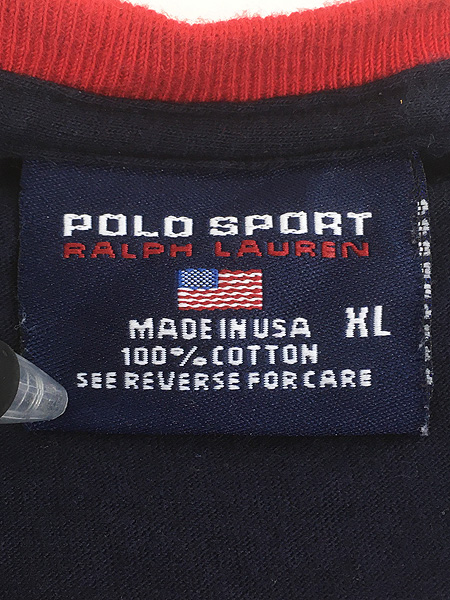 POLO SPORT
RALPH LAUREN
MADE IN USA XL
100% COTTON
SEE REVERSE FOR CARE